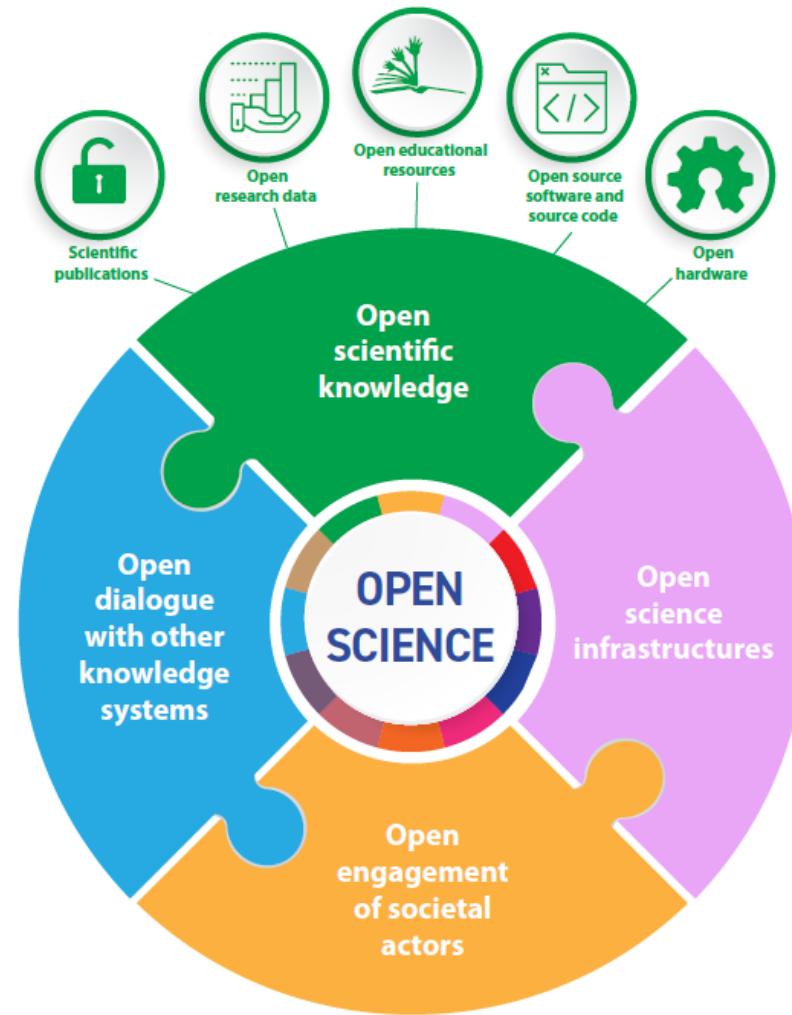 Open educational
resources
Open
research data
Open source
software and
source code
Scientific
publications
Open
hardware
Open
scientific
knowledge
Open
dialogue
with other
knowledge
systems
OPEN
SCIENCE
Open
science
infrastructures
Open
engagement
of societal
actors